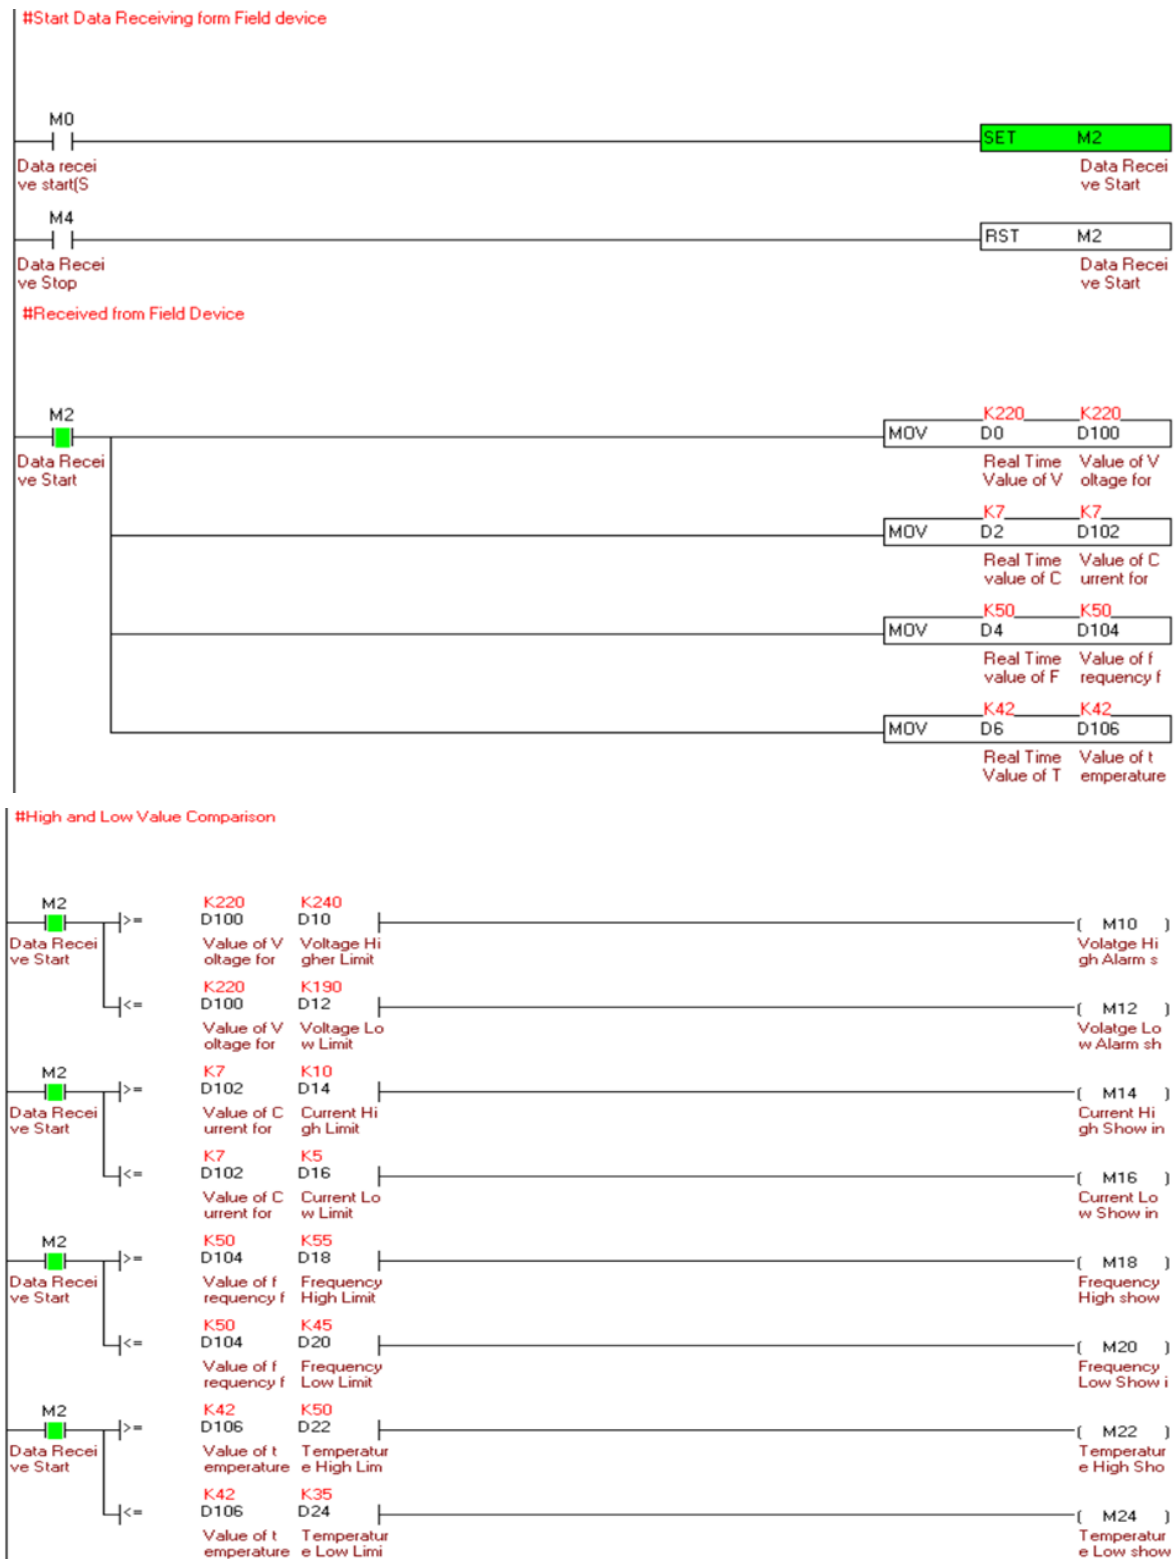 #Start Data Receiving form Field device
M0
SET M2
Data recei
ve start(S
Data Recei
ve Start
M4
RST M2
Data Recei
ve Stop
Data Recei
ve Start
#Received from Field Device
M2
Data Recei
ve Start
K220 K220
MOV D0 D100
Real Time Value of V
Value of V oltage for
K7 K7
MOV D2 D102
Real Time Value of C
value of C urrent for
K50 K50
MOV D4 D104
Real Time Value of f
value of F requency f
K42 K42
MOV D6 D106
Real Time Value of t
Value of T emperature
#High and Low Value Comparison
M2
Data Recei
ve Start
K220 K240
>= D100 D10
Value of V Voltage Hi
oltage for gher Limit
( M10 )
Volatge Hi
gh Alarm s
K220 K190
<= D100 D12
Value of V Voltage Lo
oltage for w Limit
( M12 )
Volatge Lo
w Alarm sh
M2
Data Recei
ve Start
K7 K10
>= D102 D14
Value of C Current Hi
urrent for gh Limit
( M14 )
Current Hi
gh Show in
K7 K5
<= D102 D16
Value of C Current Lo
urrent for w Limit
( M16 )
Current Lo
w Show in
M2
Data Recei
ve Start
K50 K55
>= D104 D18
Value of f Frequency
requency f High Limit
( M18 )
Frequency
High show
K50 K45
<= D104 D20
Value of f Frequency
requency f Low Limit
( M20 )
Frequency
Low Show i
M2
Data Recei
ve Start
K42 K50
>= D106 D22
Value of t Temperatur
emperature e High Lim
( M22 )
Temperatur
e High Sho
K42 K35
<= D106 D24
Value of t Temperatur
emperature e Low Limi
( M24 )
Temperatur
e Low show